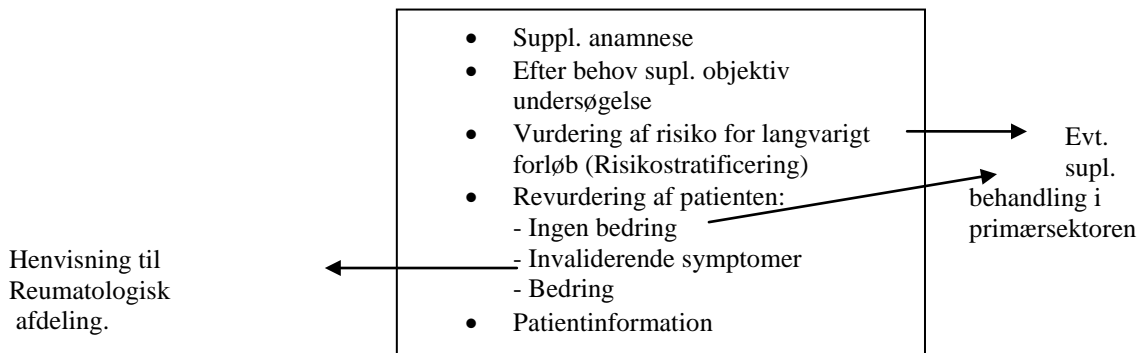 • Suppl. anamnese
• Efter behov supl. objektiv
undersøgelse
• Vurdering af risiko for langvarigt
forløb (Risikostratificering)
• Revurdering af patienten:
- Ingen bedring
- Invaliderende symptomer
- Bedring
• Patientinformation
Evt.
supl.
behandling i
primærsektoren
Henvisning til
Reumatologisk
afdeling.